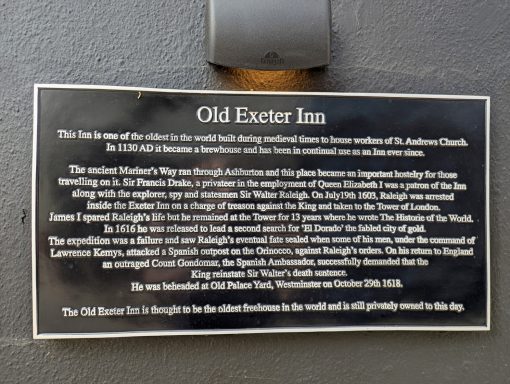 Old Exeter Inn
This Inn is one of the oldest in the world built during medieval times to house workers of St. Andrews Church.
In 1130 AD it became a brewhouse and has been in continual use as an Inn ever since.
The ancient Mariner's Way ran through Ashburton and this place became an important hostelry for those
travelling on it. Sir Francis Drake, a privateer in the employment of Queen Elizabeth I was a patron of the Inn
along with the explorer, spy and statesmen Sir Walter Raleigh. On July19th 1603, Raleigh was arrested
inside the Exeter Inn on a charge of treason against the King and taken to the Tower of London.
James I spared Raleigh's life but he remained at the Tower for 13 years where he wrote The Historie of the World.
In 1616 he was released to lead a second search for 'El Dorado' the fabled city of gold.
The expedition was a failure and saw Raleigh's eventual fate sealed when some of his men, under the command of
Lawrence Kemys, attacked a Spanish outpost on the Orinocco, against Raleigh's orders. On his return to England
an outraged Count Gondomar, the Spanish Ambassador, successfully demanded that the
King reinstate Sir Walter's death sentence.
He was beheaded at Old Palace Yard, Westminster on October 29th 1618.
The Old Exeter Inn is thought to be the oldest freehouse in the world and is still privately owned to this day.